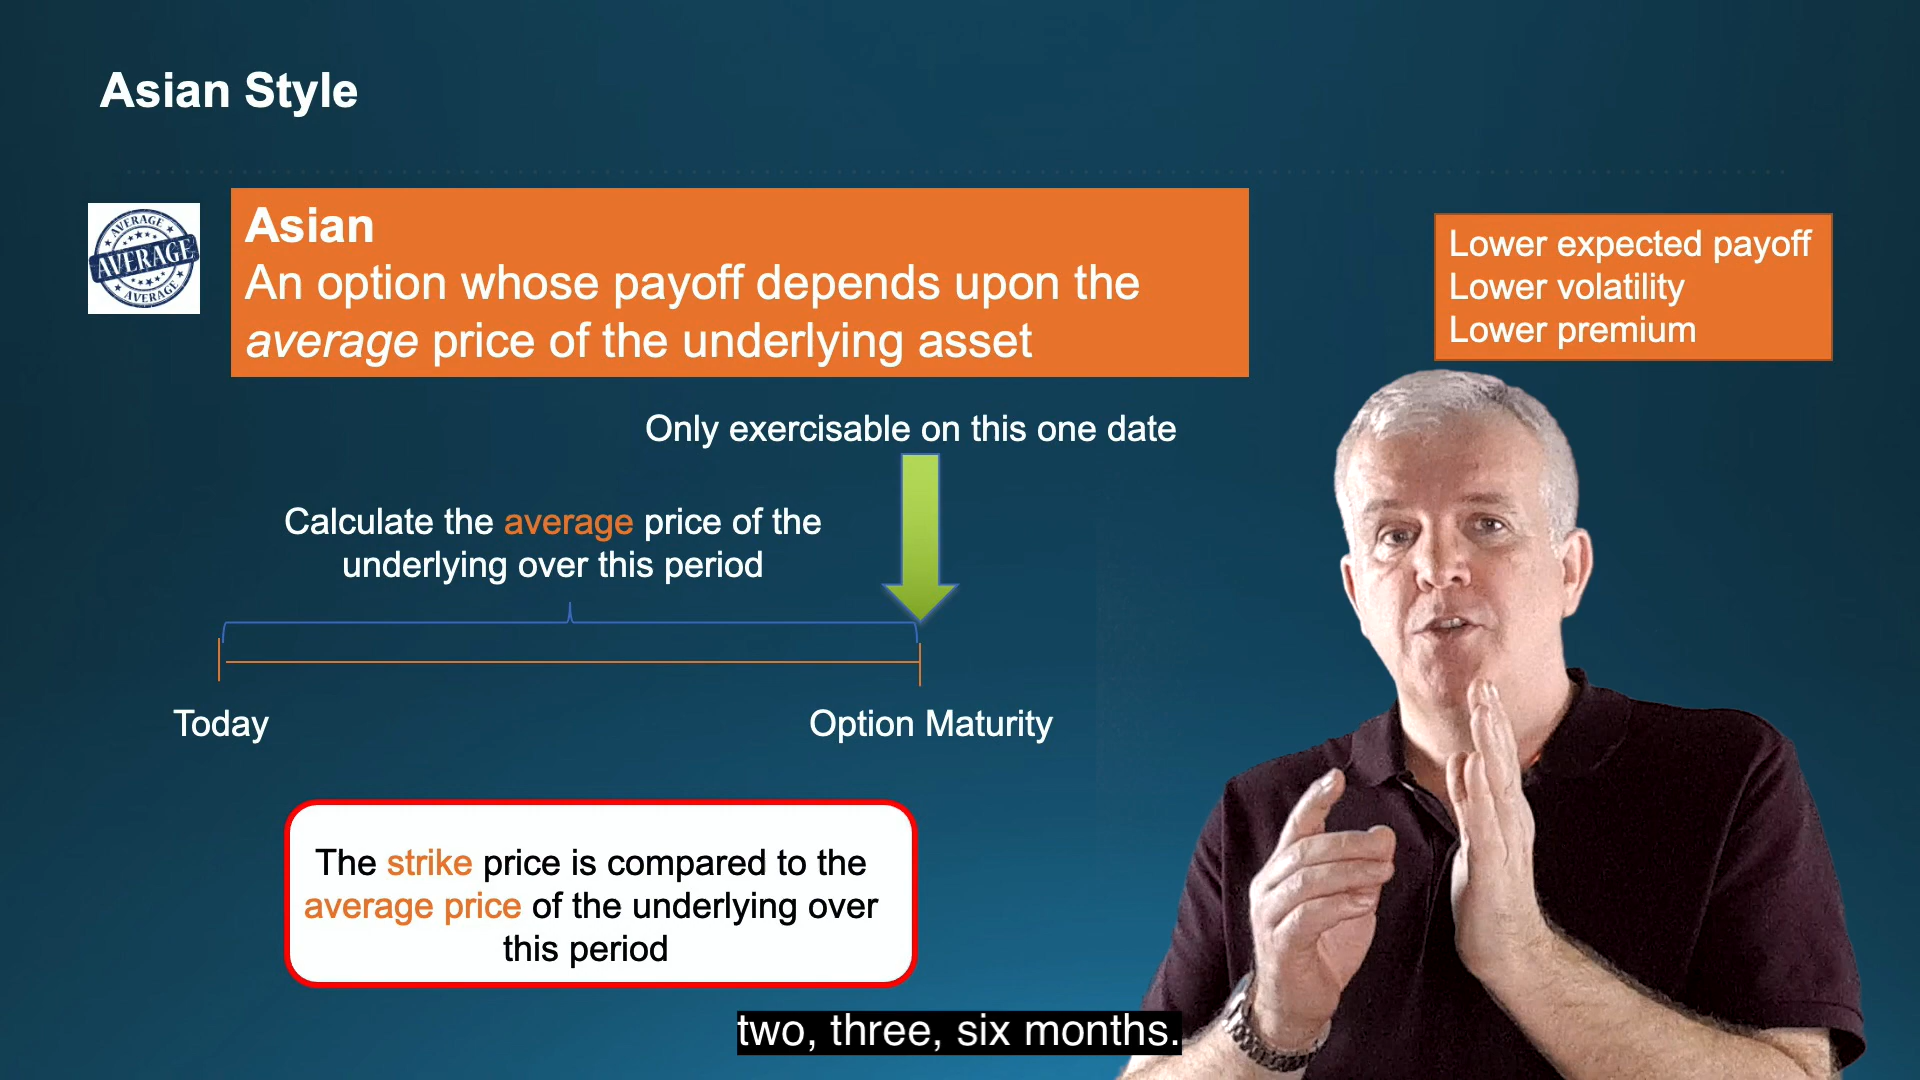 Asian Style
AVERAGE
AVERAGE
AVERAGE
Asian
An option whose payoff depends upon the
average price of the underlying asset
Lower expected payoff
Lower volatility
Lower premium
Only exercisable on this one date
Calculate the average price of the
underlying over this period
Today
Option Maturity
The strike price is compared to the
average price of the underlying over
this period
two, three, six months.